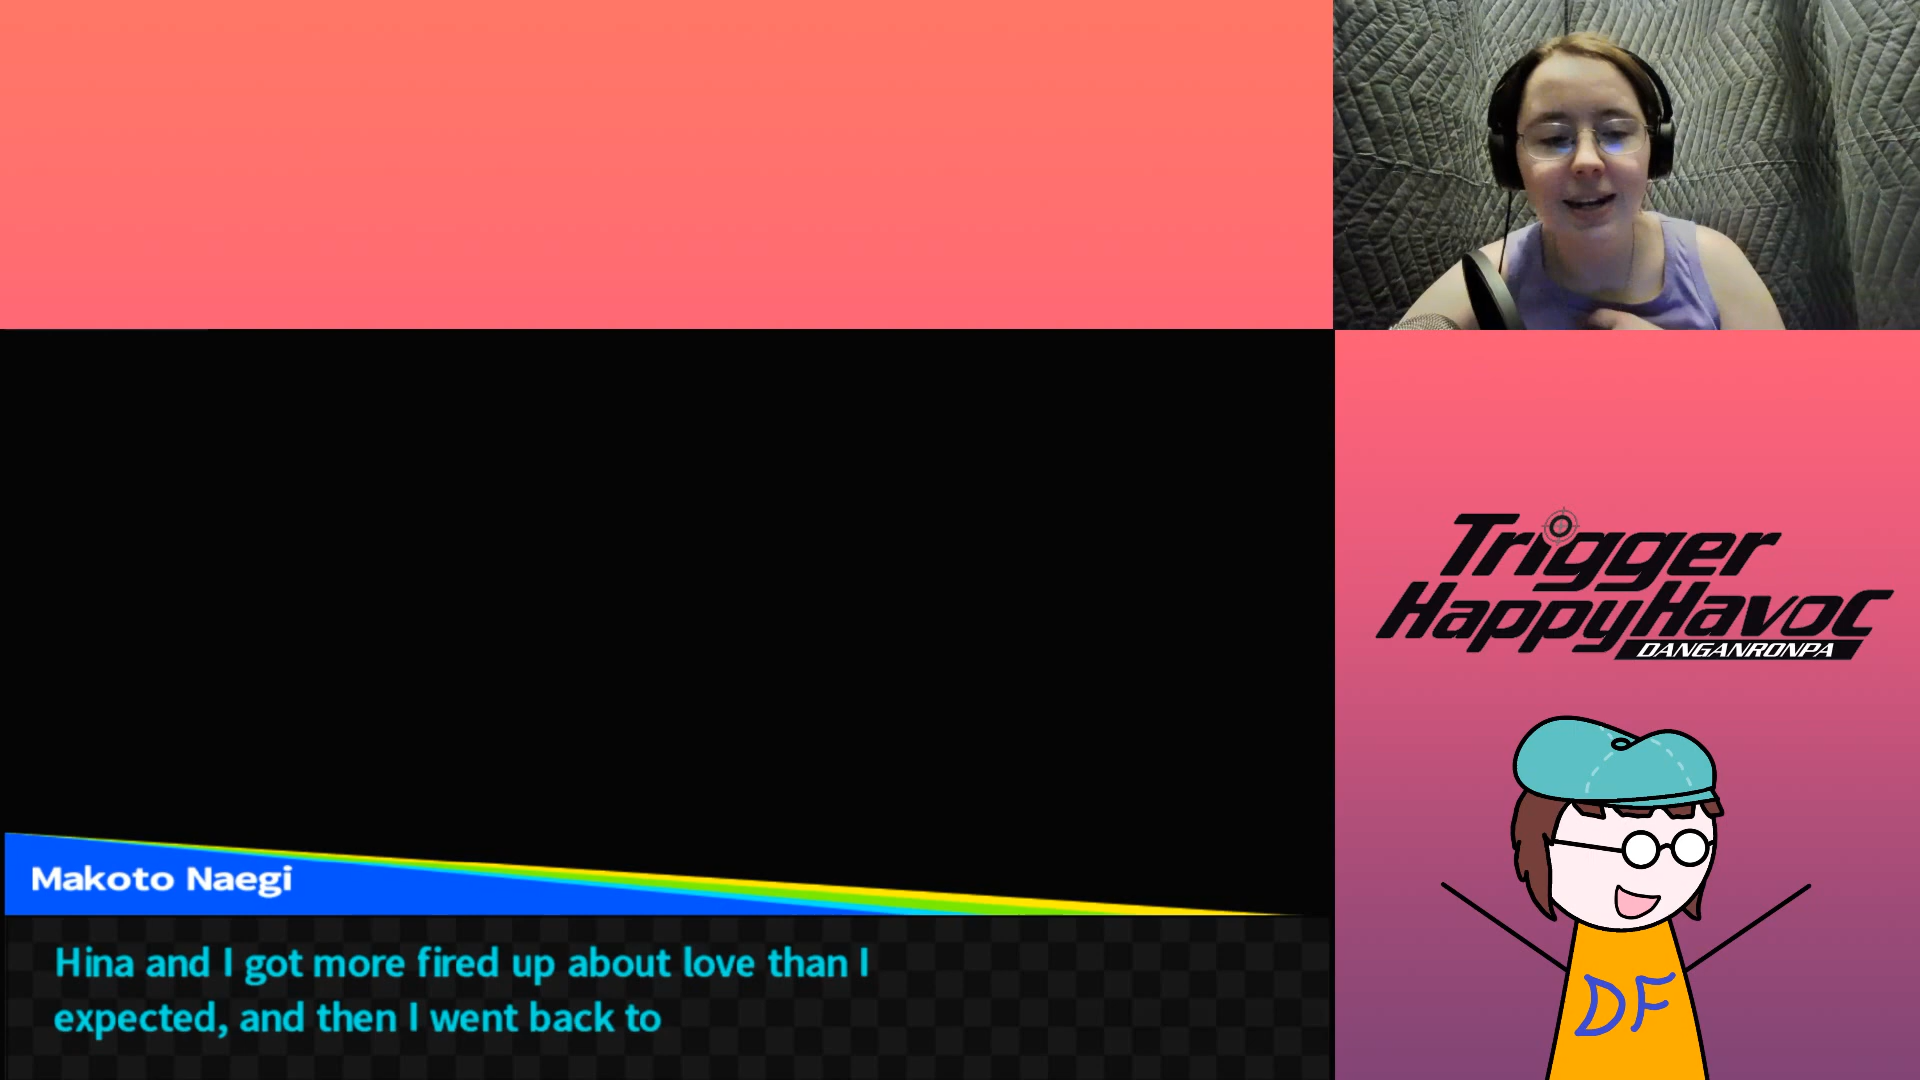 Trigger
Happy Havoc
DANGANRONPA
Makoto Naegi
Hina and I got more fired up about love than I
expected, and then I went back to
DF